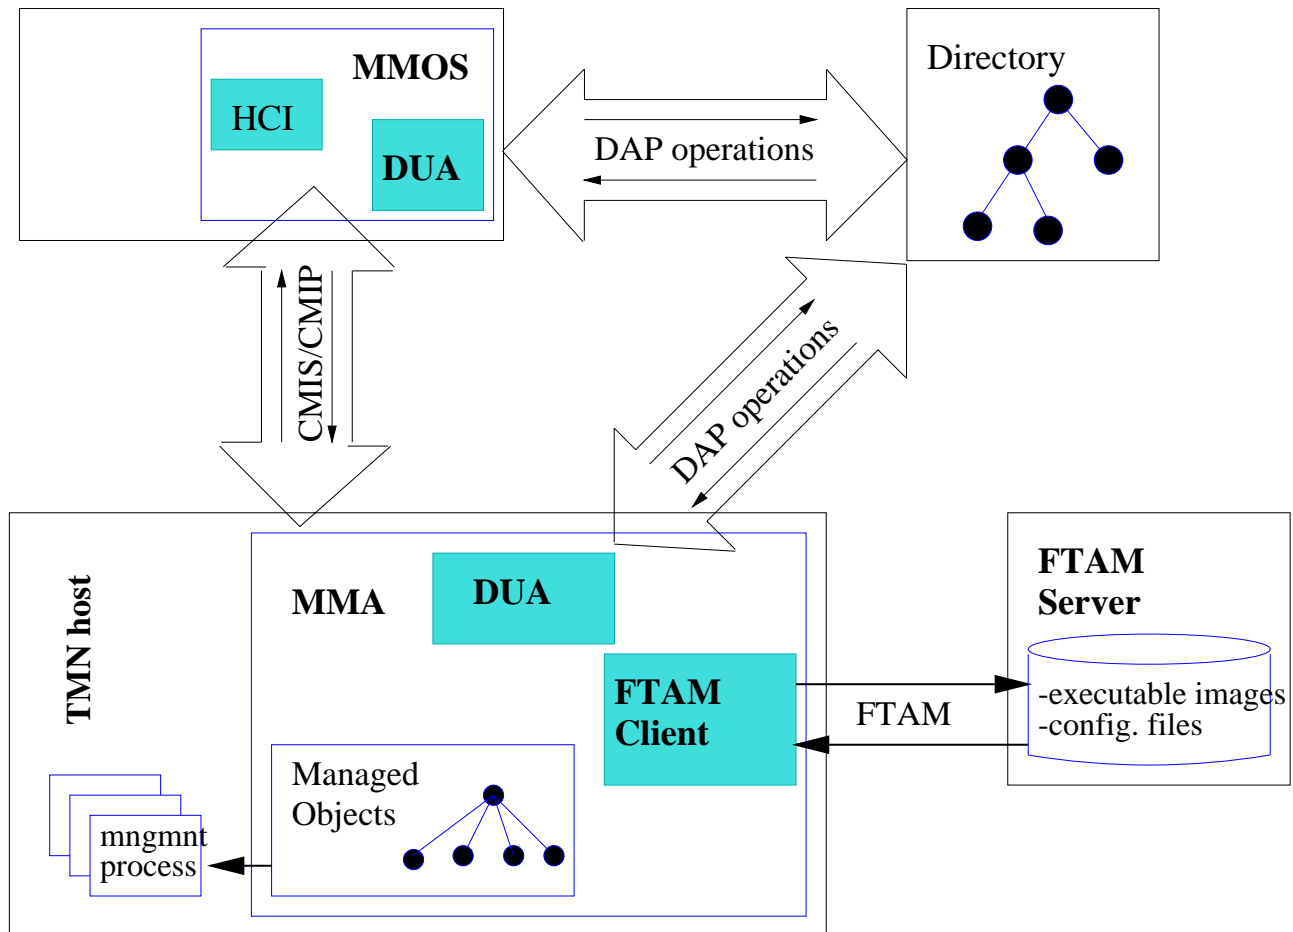 MMOS
HCI
DUA
DAP operations
Directory
CMIS/CMIP
DAP operations
TMN host
MMA
DUA
FTAM
Client
Managed
Objects
mngmnt
process
FTAM
FTAM
Server
-executable images
-config. files